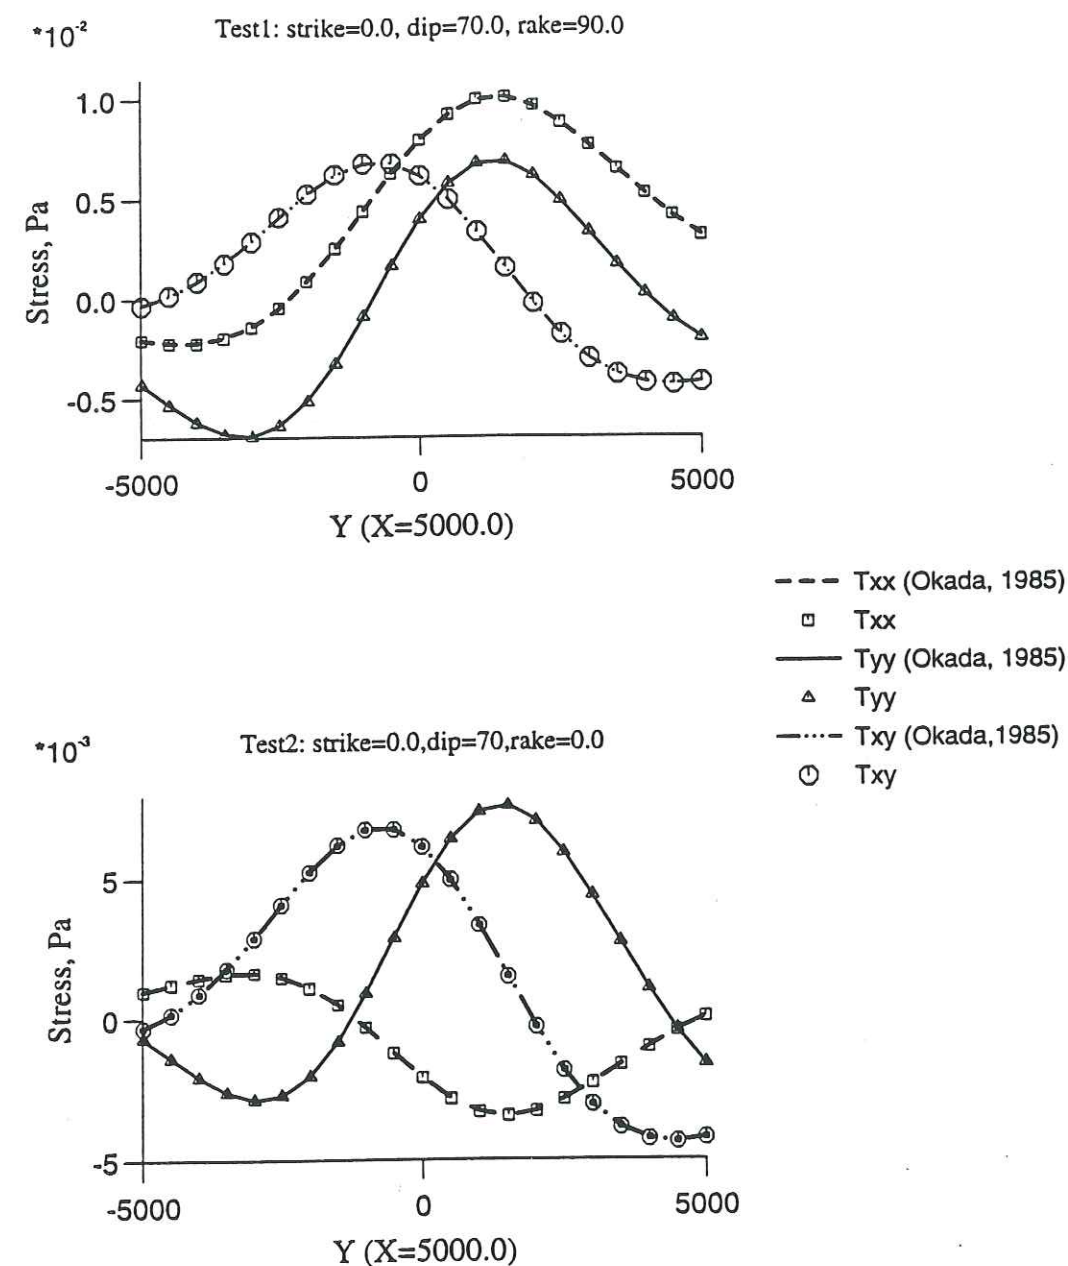 *10-2
Test1: strike=0.0, dip=70.0, rake=90.0
1.0
0.5
0.0
-0.5
Stress, Pa
-5000 0 5000
Y (X=5000.0)
Txx (Okada, 1985)
Txx
Tyy (Okada, 1985)
Tyy
Txy (Okada,1985)
Txy
*10-3
Test2: strike=0.0,dip=70,rake=0.0
5
0
-5
Stress, Pa
-5000 0 5000
Y (X=5000.0)